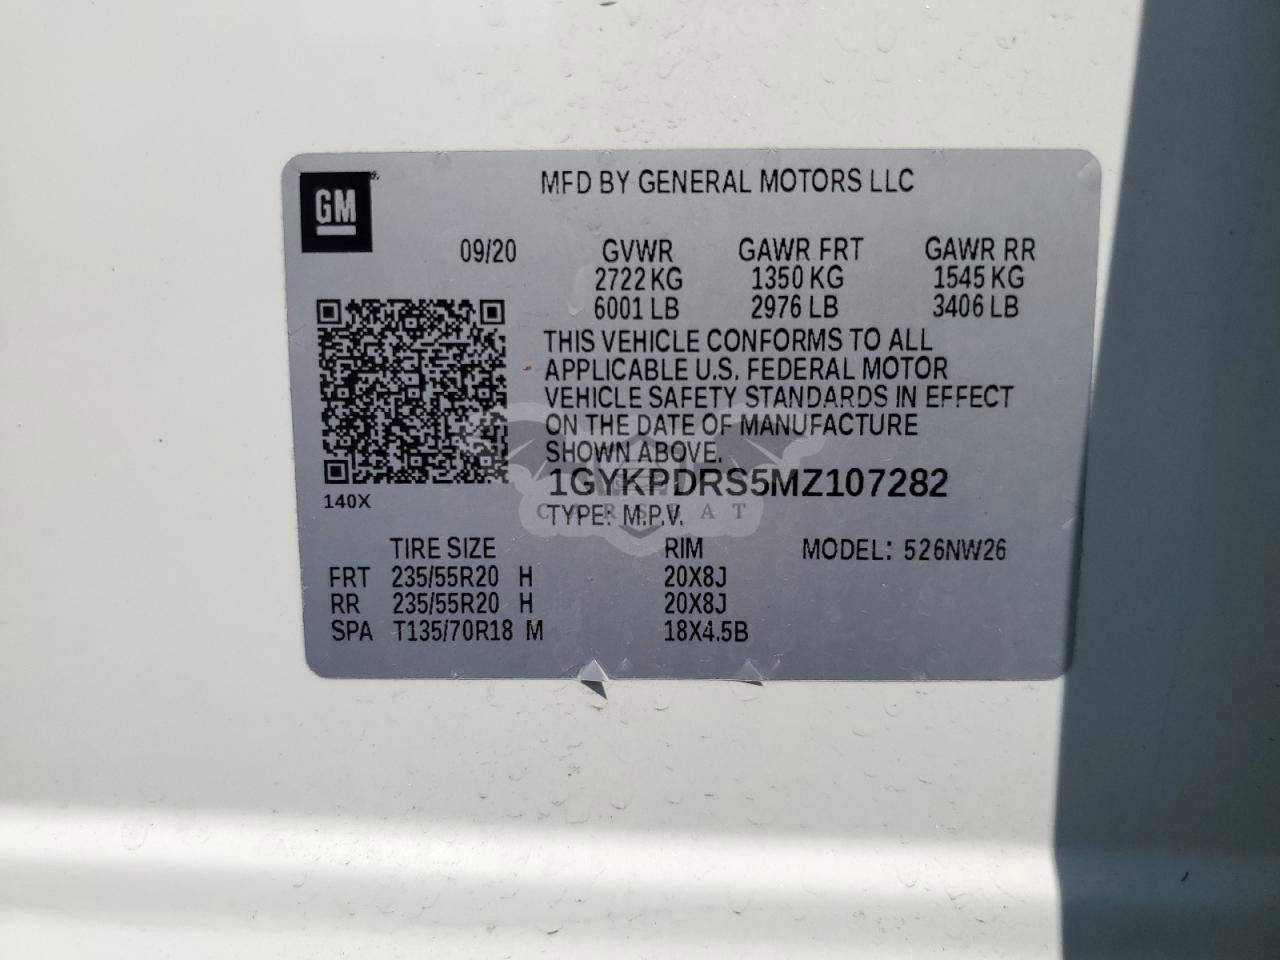 GM
MFD BY GENERAL MOTORS LLC
09/20 GVWR GAWR FRT GAWR RR
2722 KG 1350 KG 1545 KG
6001 LB 2976 LB 3406 LB
THIS VEHICLE CONFORMS TO ALL
APPLICABLE U.S. FEDERAL MOTOR
VEHICLE SAFETY STANDARDS IN EFFECT
ON THE DATE OF MANUFACTURE
SHOWN ABOVE.
1GYKPDRS5MZ107282
140X
TYPE: M.P.V.
TIRE SIZE RIM MODEL: 526NW26
FRT 235/55R20 H 20X8J
RR 235/55R20 H 20X8J
SPA T135/70R18 M 18X4.5B